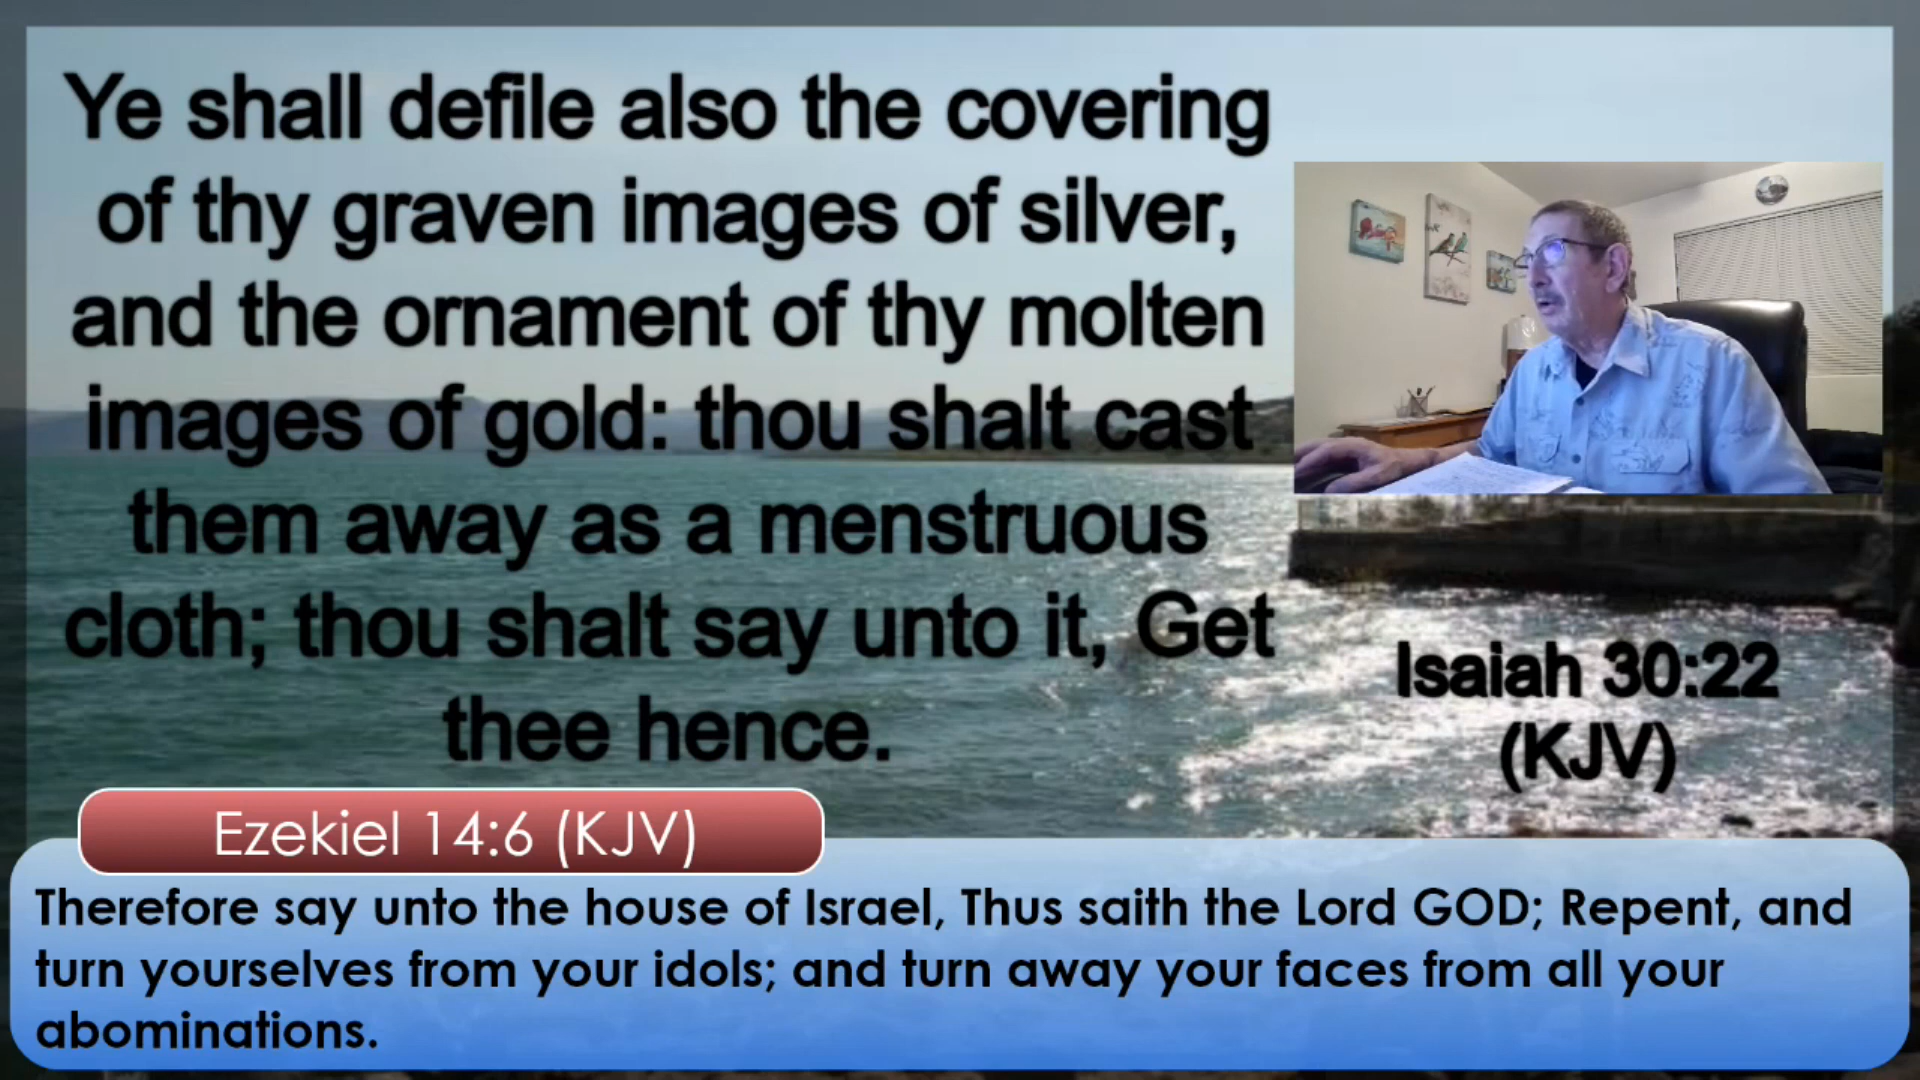 Ye shall defile also the covering
of thy graven images of silver,
and the ornament of thy molten
images of gold: thou shalt cast
them away as a menstruous
cloth; thou shalt say unto it, Get
thee hence.
Isaiah 30:22
(KJV)
Ezekiel 14:6 (KJV)
Therefore say unto the house of Israel, Thus saith the Lord GOD; Repent, and
turn yourselves from your idols; and turn away your faces from all your
abominations.